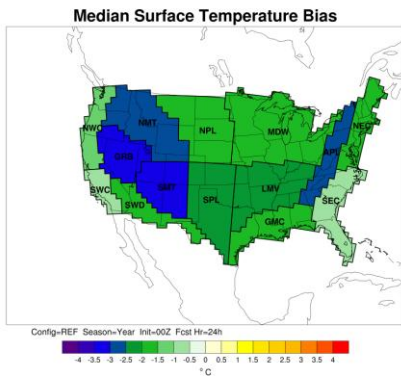 Median Surface Temperature Bias
NWC
NMT
NPL
MDW
NEC
GRB
APL
SWC
SMT
SPL
LMV
SEC
SWD
GMC
Config=REF Season=Year Init=00Z Fcst Hr=24h
-4 -3.5 -3 -2.5 -2 -1.5 -1 -0.5 0 0.5 1 1.5 2 2.5 3 3.5 4
° C